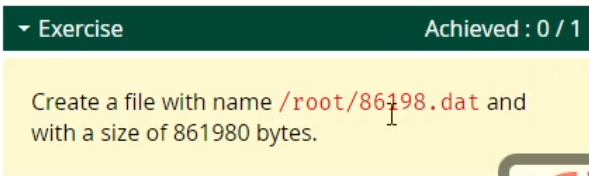 Exercise
Achieved : 0 / 1
Create a file with name /root/86198.dat and
with a size of 861980 bytes.